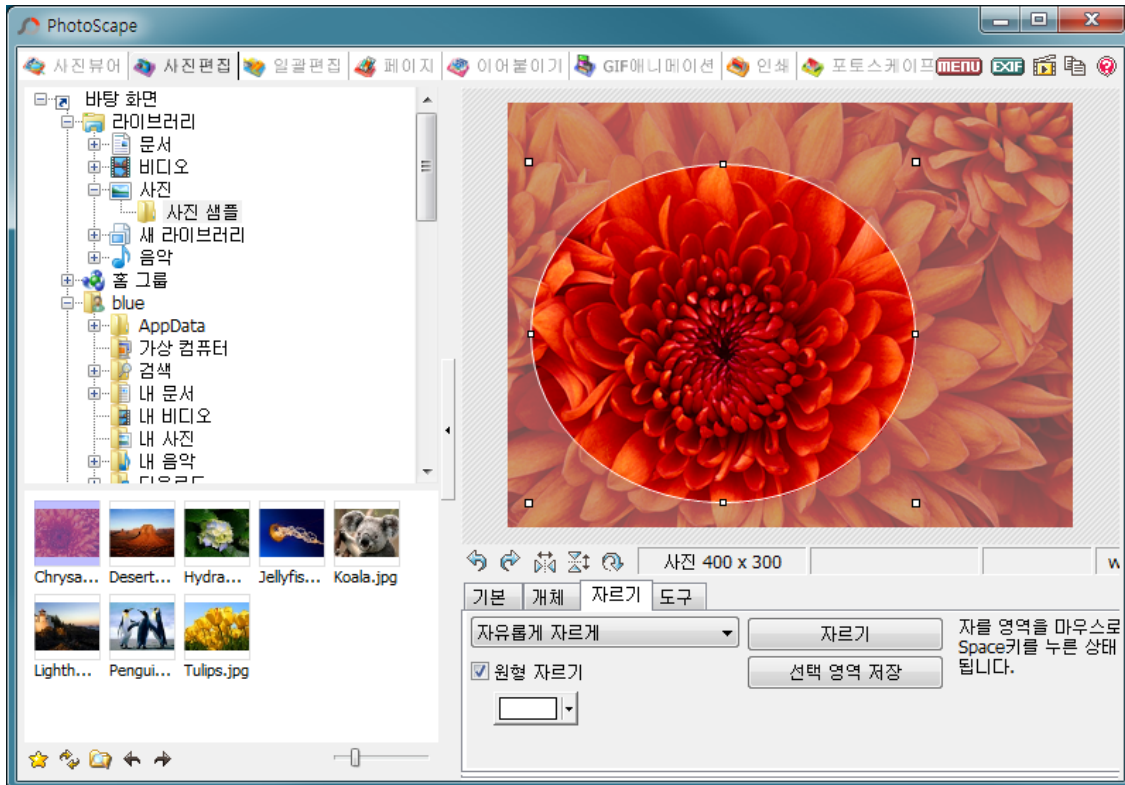 PhotoScape
사진뷰어 사진편집 일괄편집 페이지 이어붙이기 GIF애니메이션 인쇄 포토스케이프 MENU EXIF
바탕 화면
라이브러리
문서
비디오
사진
사진 샘플
새 라이브러리
음악
홈 그룹
blue
AppData
가상 컴퓨터
검색
내 문서
내 비디오
내 사진
내 음악
Chrysa... Desert... Hydra... Jellyfis... Koala.jpg
Lighth... Pengui... Tulips.jpg
사진 400 x 300
기본 개체 자르기 도구
자유롭게 자르게
원형 자르기
자르기
선택 영역 저장
자를 영역을 마우스로
Space키를 누른 상태
됩니다.